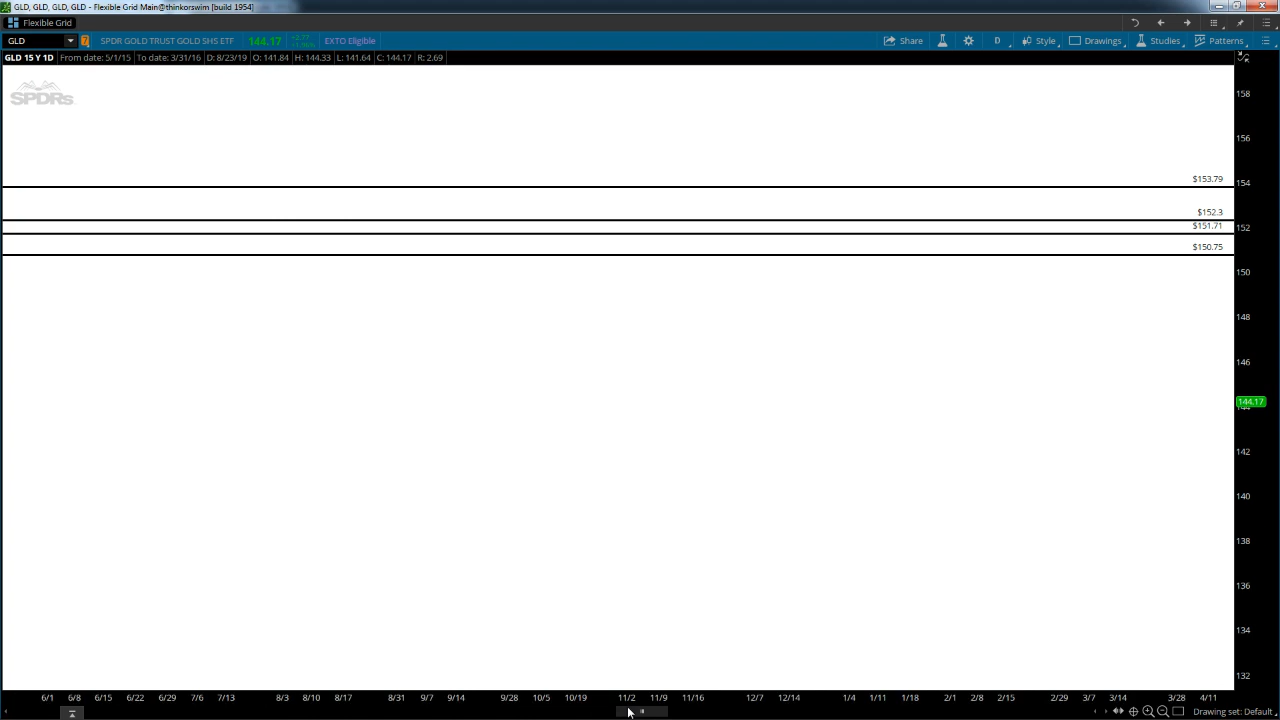 GLD, GLD, GLD, GLD - Flexible Grid Main@thinkorswim [build 1954]
Flexible Grid
GLD SPDR GOLD TRUST GOLD SHS ETF 144.17 +2.77 +1.96% EXTO Eligible Share D Style Drawings Studies Patterns
GLD 15 Y 1D From date: 5/1/15 To date: 3/31/16 D: 8/23/19 O: 141.84 H: 144.33 L: 141.64 C: 144.17 R: 2.69
SPDRs
158
156
$153.79
154
$152.3
$151.71
152
$150.75
150
148
146
144.17
144
142
140
138
136
134
132
6/1 6/8 6/15 6/22 6/29 7/6 7/13 8/3 8/10 8/17 8/31 9/7 9/14 9/28 10/5 10/19 11/2 11/9 11/16 12/7 12/14 1/4 1/11 1/18 2/1 2/8 2/15 2/29 3/7 3/14 3/28 4/11
Drawing set: Default